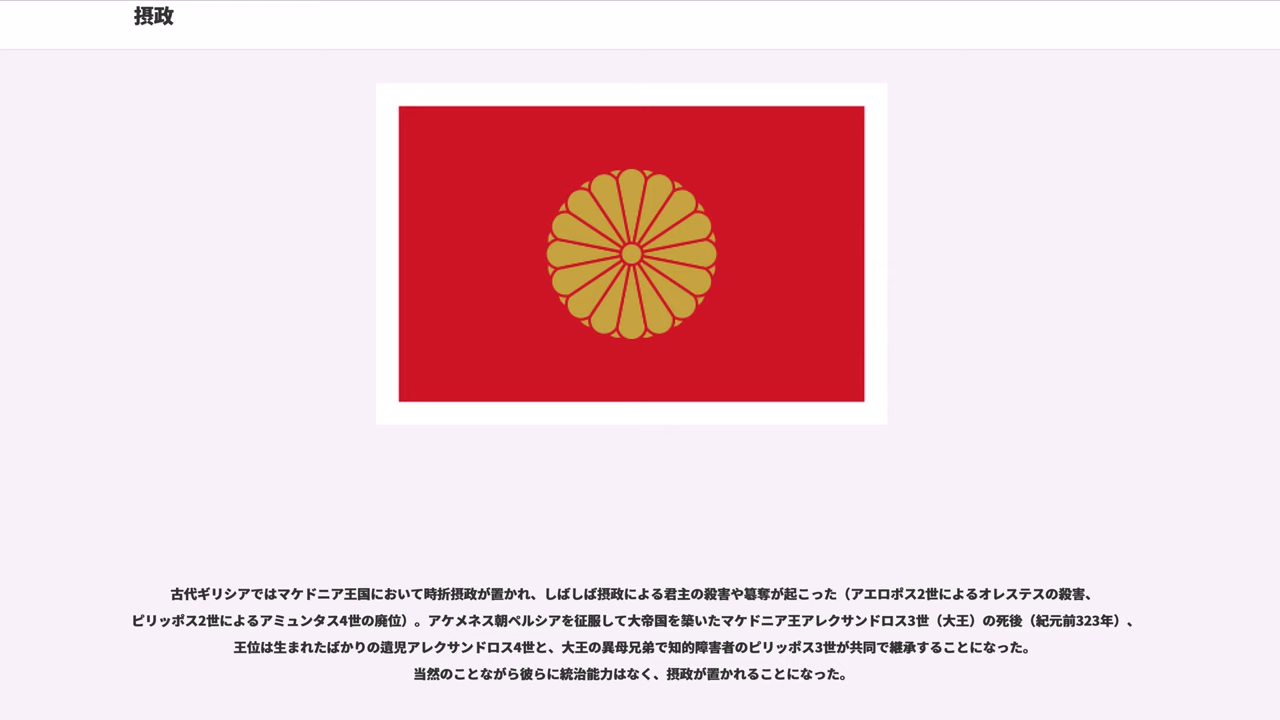 摂政
古代ギリシアではマケドニア王国において時折摂政が置かれ、しばしば摂政による君主の殺害や簒奪が起こった（アエロポス2世によるオレステスの殺害、
ピリッポス2世によるアミュンタス4世の廃位）。アケメネス朝ペルシアを征服して大帝国を築いたマケドニア王アレクサンドロス3世（大王）の死後（紀元前323年）、
王位は生まれたばかりの遺児アレクサンドロス4世と、大王の異母兄弟で知的障害者のピリッポス3世が共同で継承することになった。
当然のことながら彼らに統治能力はなく、摂政が置かれることになった。